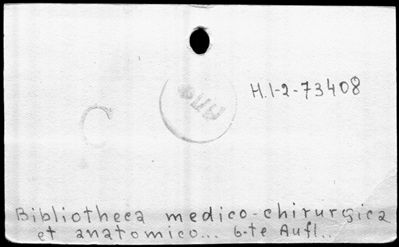 H.1-2-73408
C
Bibliotheca medico-chirurgica
et anatomico... 6-te Aufl..